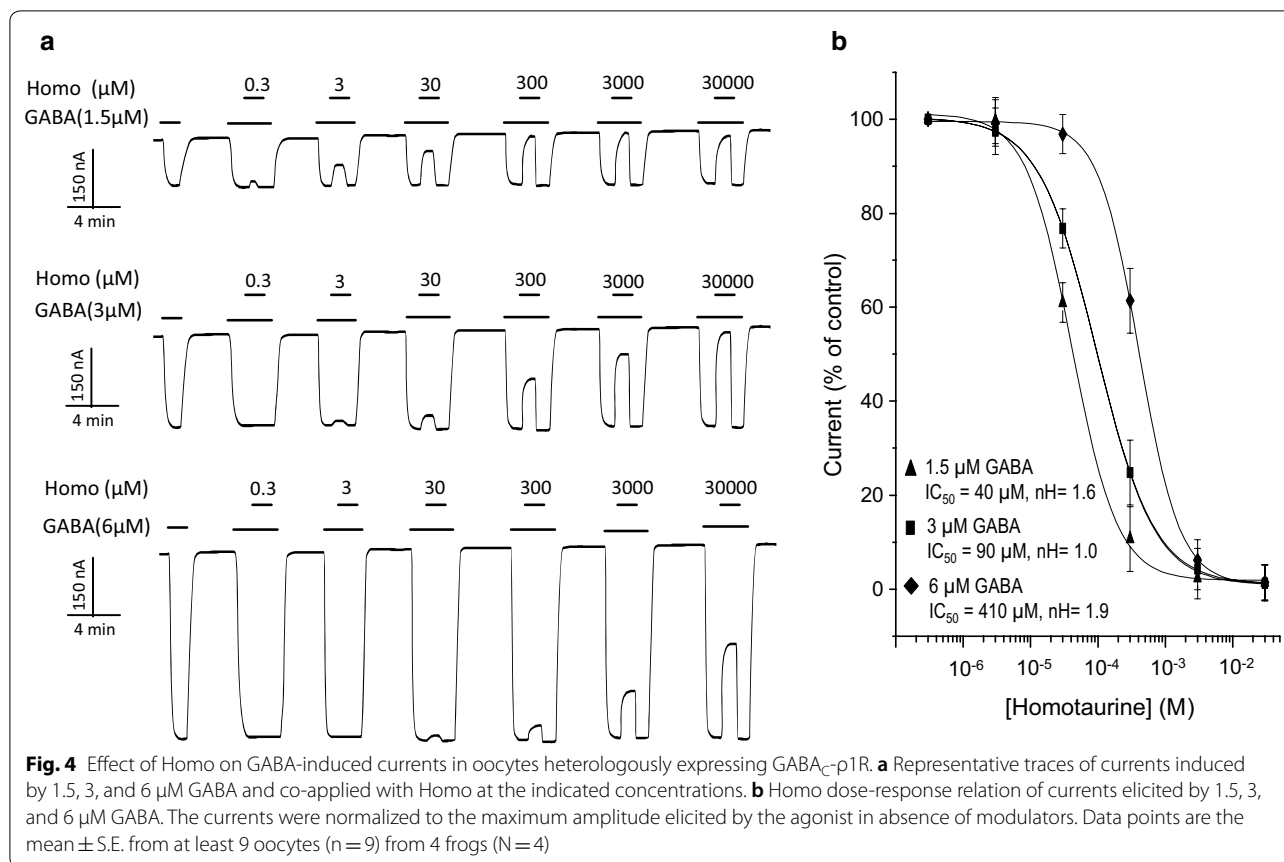 a
Homo (μM) 0.3 3 30 300 3000 30000
GABA(1.5μM)
150 nA
4 min
Homo (μM) 0.3 3 30 300 3000 30000
GABA(3μM)
150 nA
4 min
Homo (μM) 0.3 3 30 300 3000 30000
GABA(6μM)
150 nA
4 min
b
Current (% of control)
100
80
60
40
20
0
1.5 μM GABA
IC50 = 40 μM, nH= 1.6
3 μM GABA
IC50 = 90 μM, nH= 1.0
6 μM GABA
IC50 = 410 μM, nH= 1.9
10-6 10-5 10-4 10-3 10-2
[Homotaurine] (M)
Fig. 4 Effect of Homo on GABA-induced currents in oocytes heterologously expressing GABAC-ρ1R. a Representative traces of currents induced
by 1.5, 3, and 6 μM GABA and co-applied with Homo at the indicated concentrations. b Homo dose-response relation of currents elicited by 1.5, 3,
and 6 μM GABA. The currents were normalized to the maximum amplitude elicited by the agonist in absence of modulators. Data points are the
mean ± S.E. from at least 9 oocytes (n = 9) from 4 frogs (N = 4)